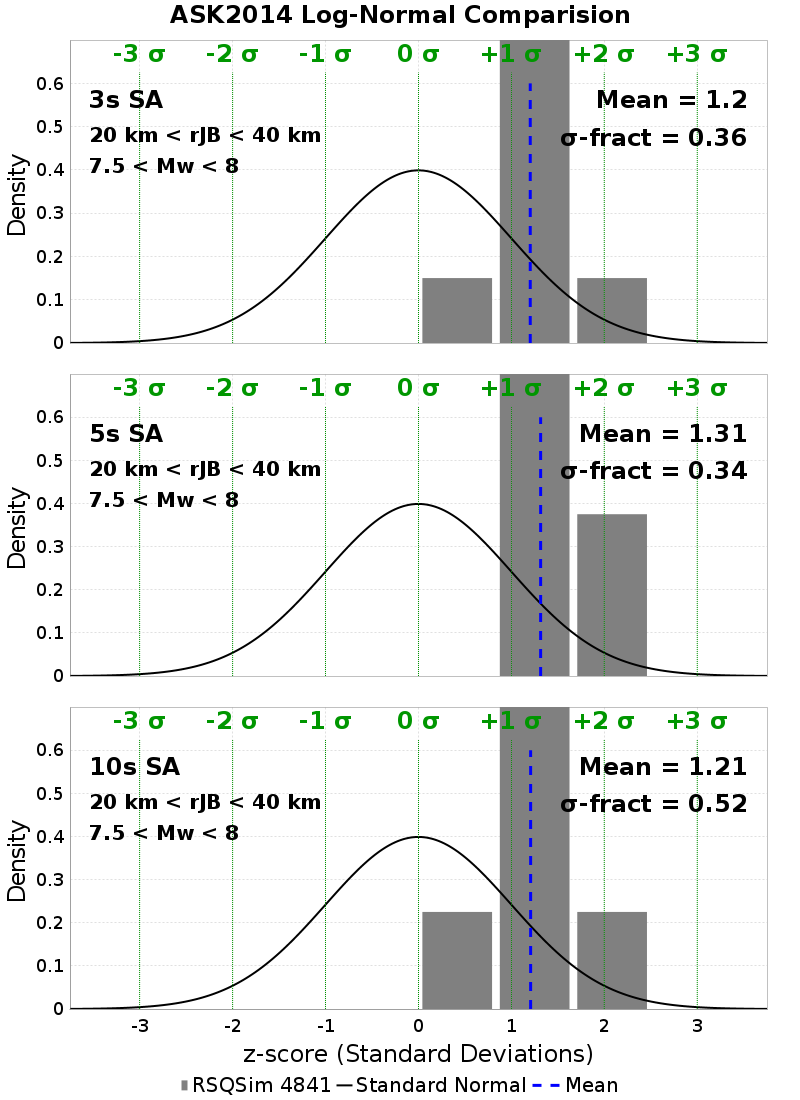 ASK2014 Log-Normal Comparision
-3 σ -2 σ -1 σ 0 σ +1 σ +2 σ +3 σ
3s SA
20 km < rJB < 40 km
7.5 < Mw < 8
Mean = 1.2
σ-fract = 0.36
Density
0.6
0.5
0.4
0.3
0.2
0.1
0
-3 σ -2 σ -1 σ 0 σ +1 σ +2 σ +3 σ
5s SA
20 km < rJB < 40 km
7.5 < Mw < 8
Mean = 1.31
σ-fract = 0.34
Density
0.6
0.5
0.4
0.3
0.2
0.1
0
-3 σ -2 σ -1 σ 0 σ +1 σ +2 σ +3 σ
10s SA
20 km < rJB < 40 km
7.5 < Mw < 8
Mean = 1.21
σ-fract = 0.52
Density
0.6
0.5
0.4
0.3
0.2
0.1
0
-3 -2 -1 0 1 2 3
z-score (Standard Deviations)
RSQSim 4841 Standard Normal Mean